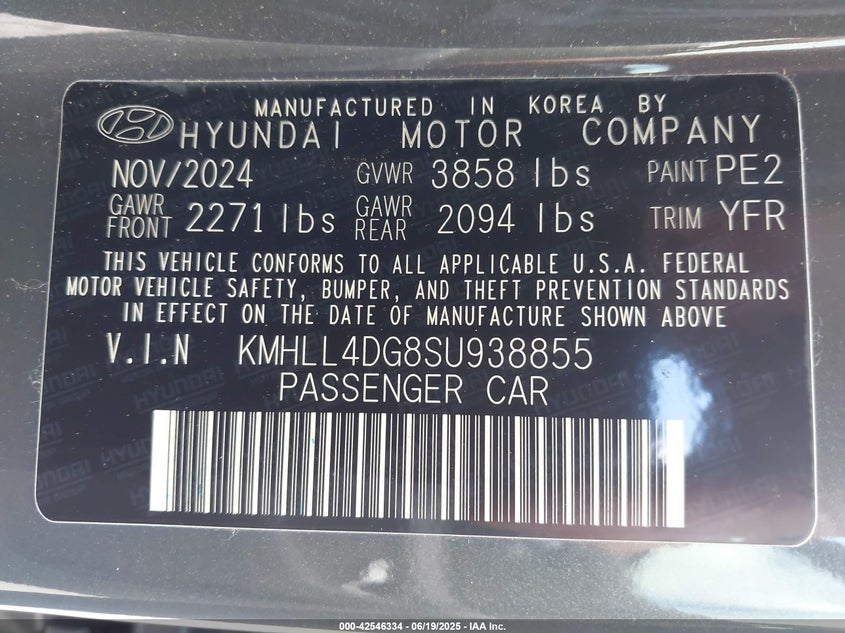 MANUFACTURED IN KOREA BY
HYUNDAI MOTOR COMPANY
NOV/2024 GVWR 3858 lbs PAINT PE2
GAWR FRONT 2271 lbs GAWR REAR 2094 lbs TRIM YFR
THIS VEHICLE CONFORMS TO ALL APPLICABLE U.S.A. FEDERAL
MOTOR VEHICLE SAFETY, BUMPER, AND THEFT PREVENTION STANDARDS
IN EFFECT ON THE DATE OF MANUFACTURE SHOWN ABOVE
V.I.N KMHLL4DG8SU938855
PASSENGER CAR
000-42546334 - 06/19/2025 - IAA Inc.